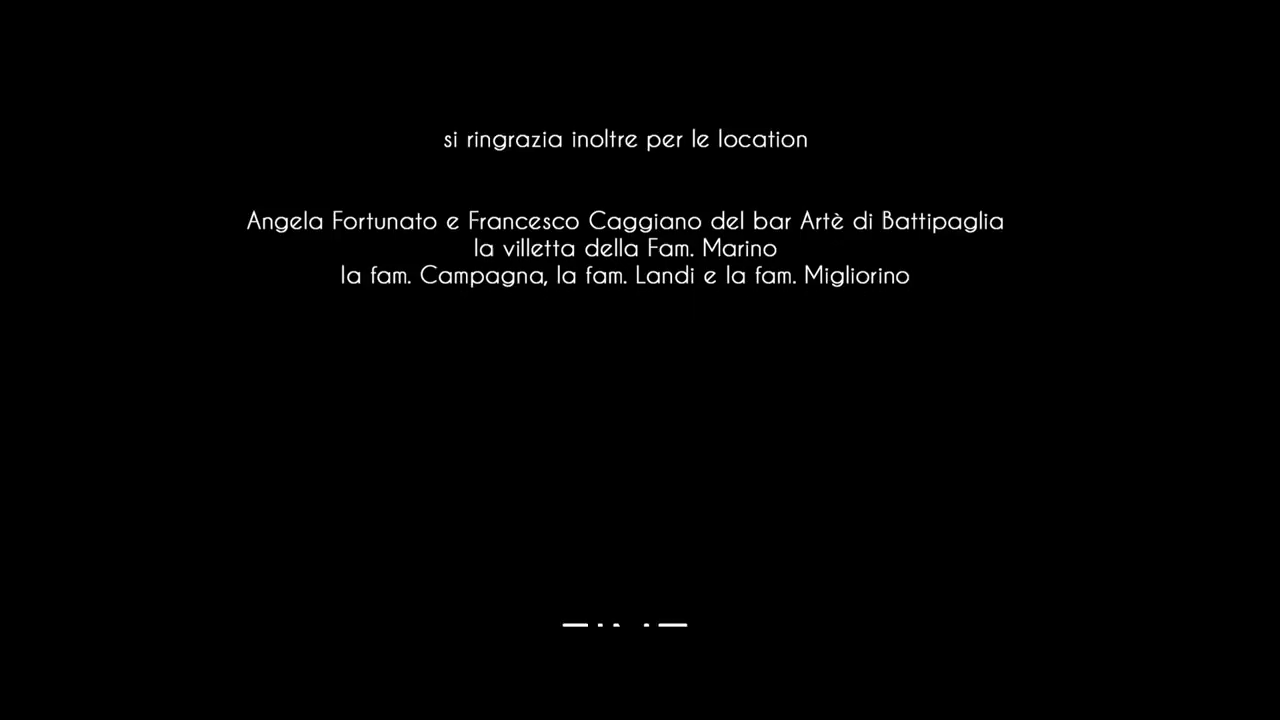 si ringrazia inoltre per le location
Angela Fortunato e Francesco Caggiano del bar Artè di Battipaglia
la villetta della Fam. Marino
la fam. Campagna, la fam. Landi e la fam. Migliorino